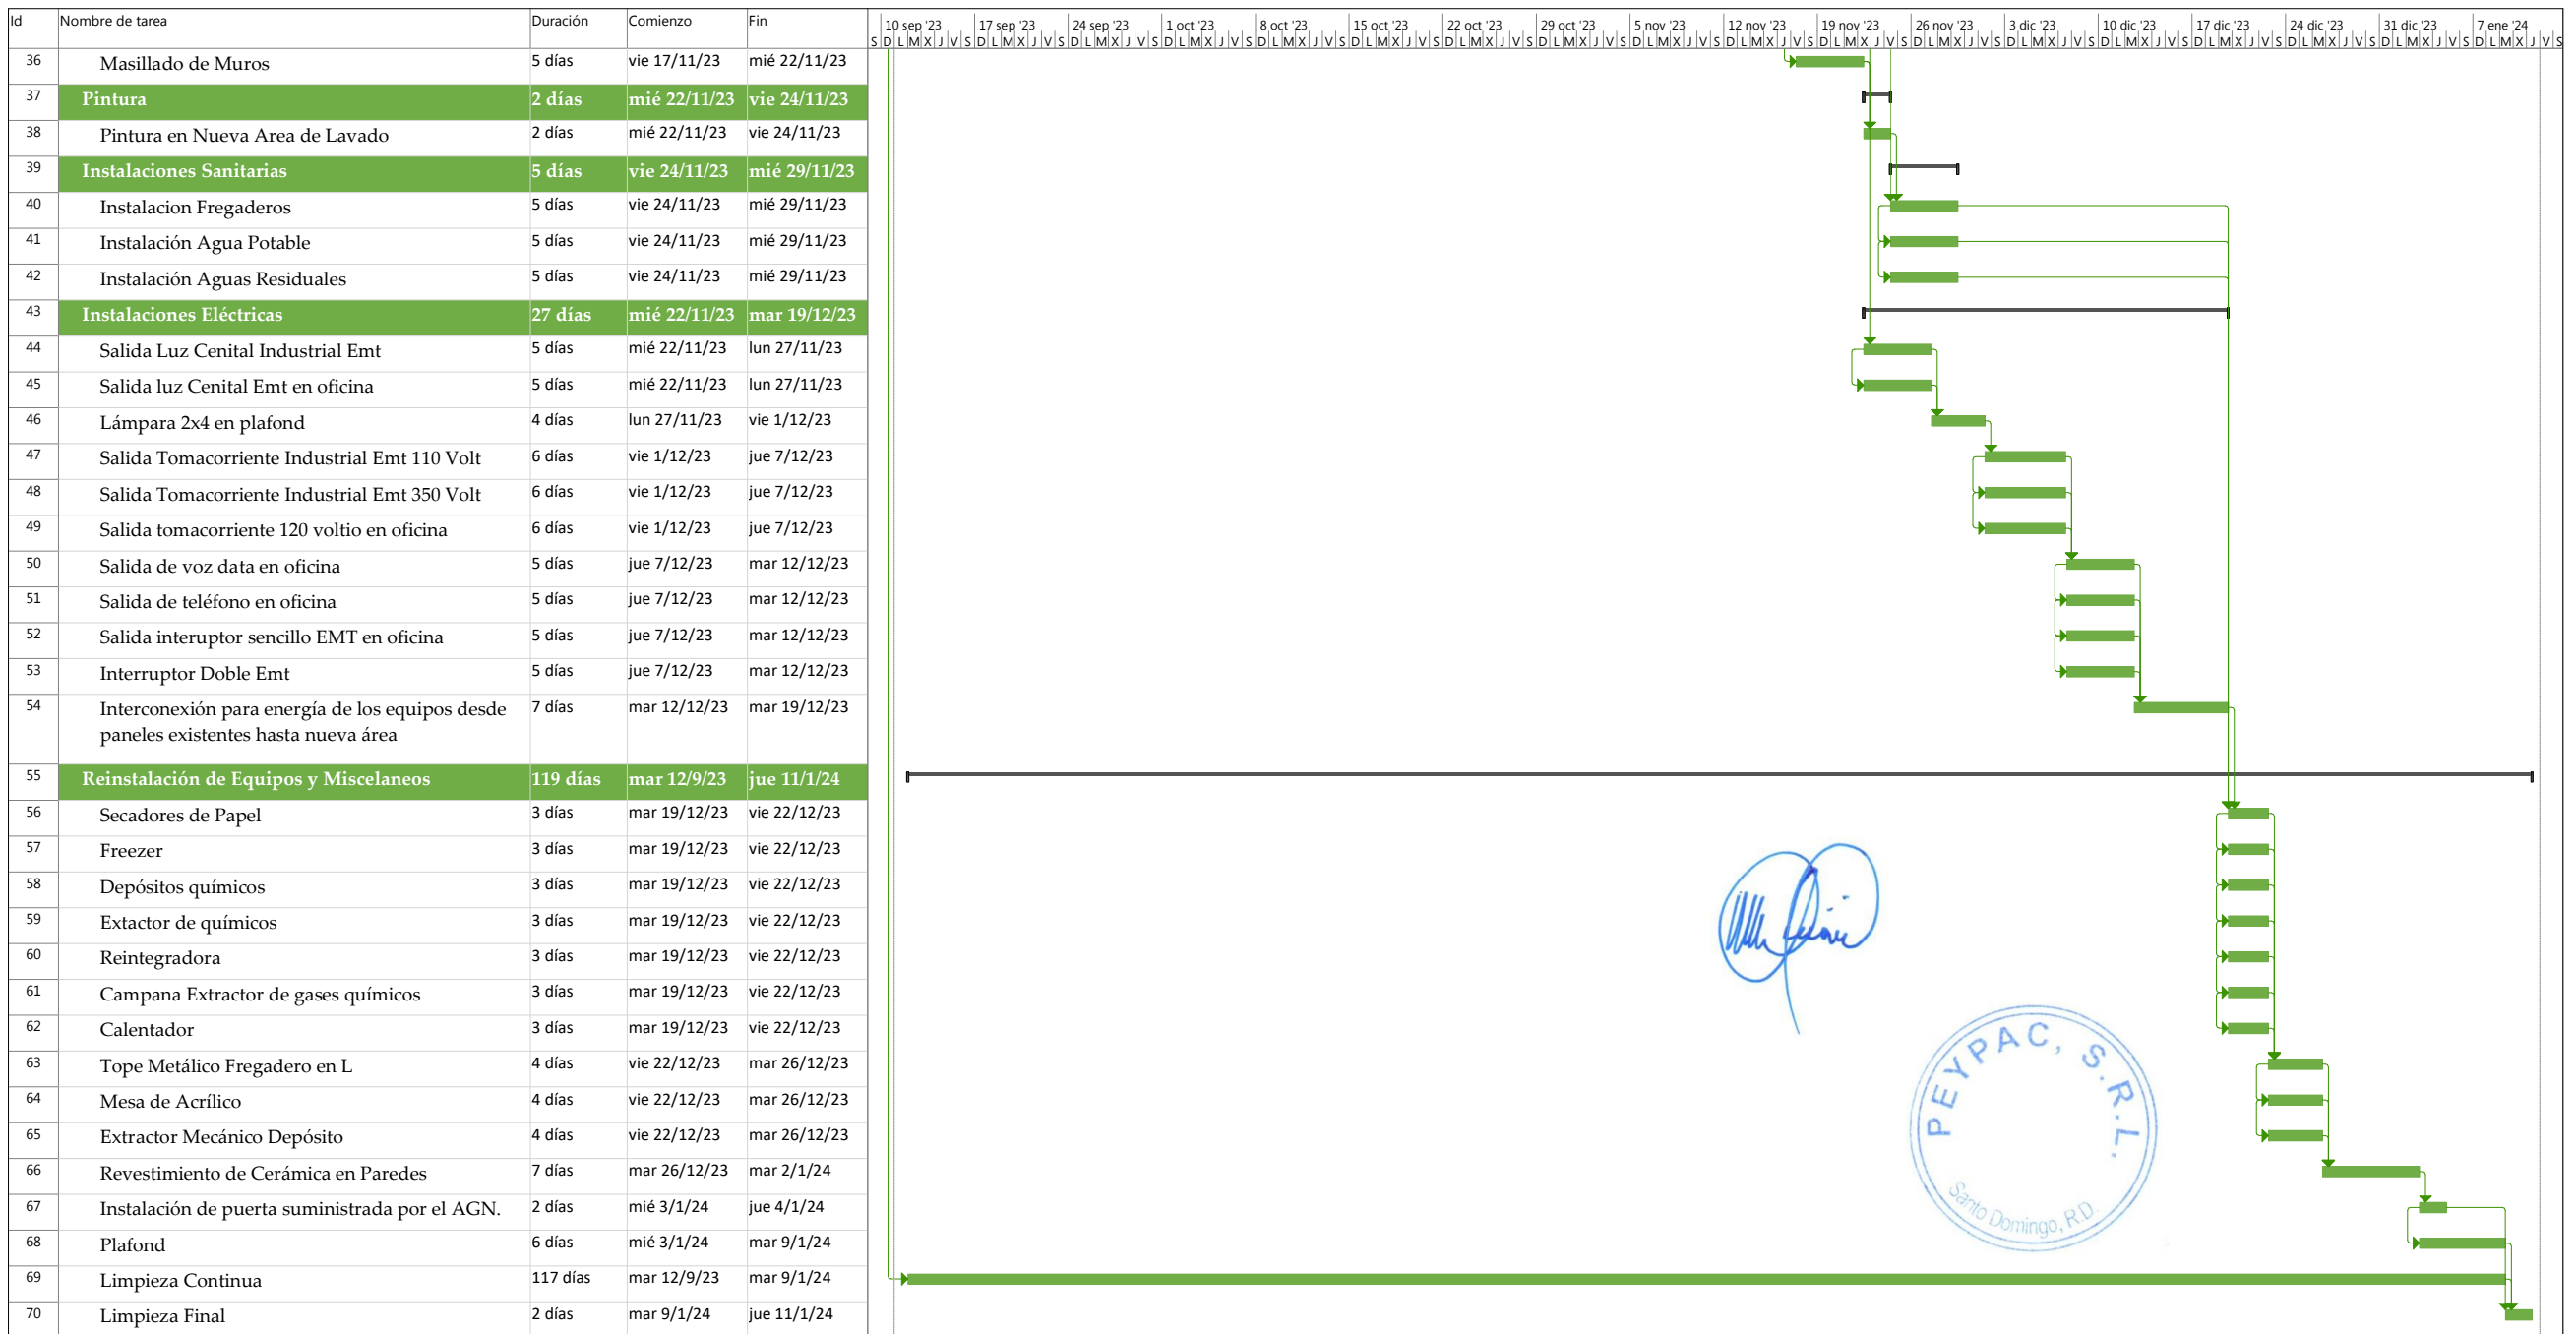 Id Nombre de tarea Duración Comienzo Fin 10 sep '23 17 sep '23 24 sep '23 1 oct '23 8 oct '23 15 oct '23 22 oct '23 29 oct '23 5 nov '23 12 nov '23 19 nov '23 26 nov '23 3 dic '23 10 dic '23 17 dic '23 24 dic '23 31 dic '23 7 ene '24
S D L M X J V S D L M X J V S D L M X J V S D L M X J V S D L M X J V S D L M X J V S D L M X J V S D L M X J V S D L M X J V S D L M X J V S D L M X J V S D L M X J V S D L M X J V S D L M X J V S D L M X J V S D L M X J V S D L M X J V S D L M X J V S
36 Masillado de Muros 5 días vie 17/11/23 mié 22/11/23
37 Pintura 2 días mié 22/11/23 vie 24/11/23
38 Pintura en Nueva Area de Lavado 2 días mié 22/11/23 vie 24/11/23
39 Instalaciones Sanitarias 5 días vie 24/11/23 mié 29/11/23
40 Instalacion Fregaderos 5 días vie 24/11/23 mié 29/11/23
41 Instalación Agua Potable 5 días vie 24/11/23 mié 29/11/23
42 Instalación Aguas Residuales 5 días vie 24/11/23 mié 29/11/23
43 Instalaciones Eléctricas 27 días mié 22/11/23 mar 19/12/23
44 Salida Luz Cenital Industrial Emt 5 días mié 22/11/23 lun 27/11/23
45 Salida luz Cenital Emt en oficina 5 días mié 22/11/23 lun 27/11/23
46 Lámpara 2x4 en plafond 4 días lun 27/11/23 vie 1/12/23
47 Salida Tomacorriente Industrial Emt 110 Volt 6 días vie 1/12/23 jue 7/12/23
48 Salida Tomacorriente Industrial Emt 350 Volt 6 días vie 1/12/23 jue 7/12/23
49 Salida tomacorriente 120 voltio en oficina 6 días vie 1/12/23 jue 7/12/23
50 Salida de voz data en oficina 5 días jue 7/12/23 mar 12/12/23
51 Salida de teléfono en oficina 5 días jue 7/12/23 mar 12/12/23
52 Salida interuptor sencillo EMT en oficina 5 días jue 7/12/23 mar 12/12/23
53 Interruptor Doble Emt 5 días jue 7/12/23 mar 12/12/23
54 Interconexión para energía de los equipos desde 7 días mar 12/12/23 mar 19/12/23
paneles existentes hasta nueva área
55 Reinstalación de Equipos y Miscelaneos 119 días mar 12/9/23 jue 11/1/24
56 Secadores de Papel 3 días mar 19/12/23 vie 22/12/23
57 Freezer 3 días mar 19/12/23 vie 22/12/23
58 Depósitos químicos 3 días mar 19/12/23 vie 22/12/23
59 Extactor de químicos 3 días mar 19/12/23 vie 22/12/23
60 Reintegradora 3 días mar 19/12/23 vie 22/12/23
61 Campana Extractor de gases químicos 3 días mar 19/12/23 vie 22/12/23
62 Calentador 3 días mar 19/12/23 vie 22/12/23
63 Tope Metálico Fregadero en L 4 días vie 22/12/23 mar 26/12/23
64 Mesa de Acrílico 4 días vie 22/12/23 mar 26/12/23
65 Extractor Mecánico Depósito 4 días vie 22/12/23 mar 26/12/23
66 Revestimiento de Cerámica en Paredes 7 días mar 26/12/23 mar 2/1/24
67 Instalación de puerta suministrada por el AGN. 2 días mié 3/1/24 jue 4/1/24
68 Plafond 6 días mié 3/1/24 mar 9/1/24
69 Limpieza Continua 117 días mar 12/9/23 mar 9/1/24
70 Limpieza Final 2 días mar 9/1/24 jue 11/1/24
PEYPAC, S.R.L.
Santo Domingo, R.D.